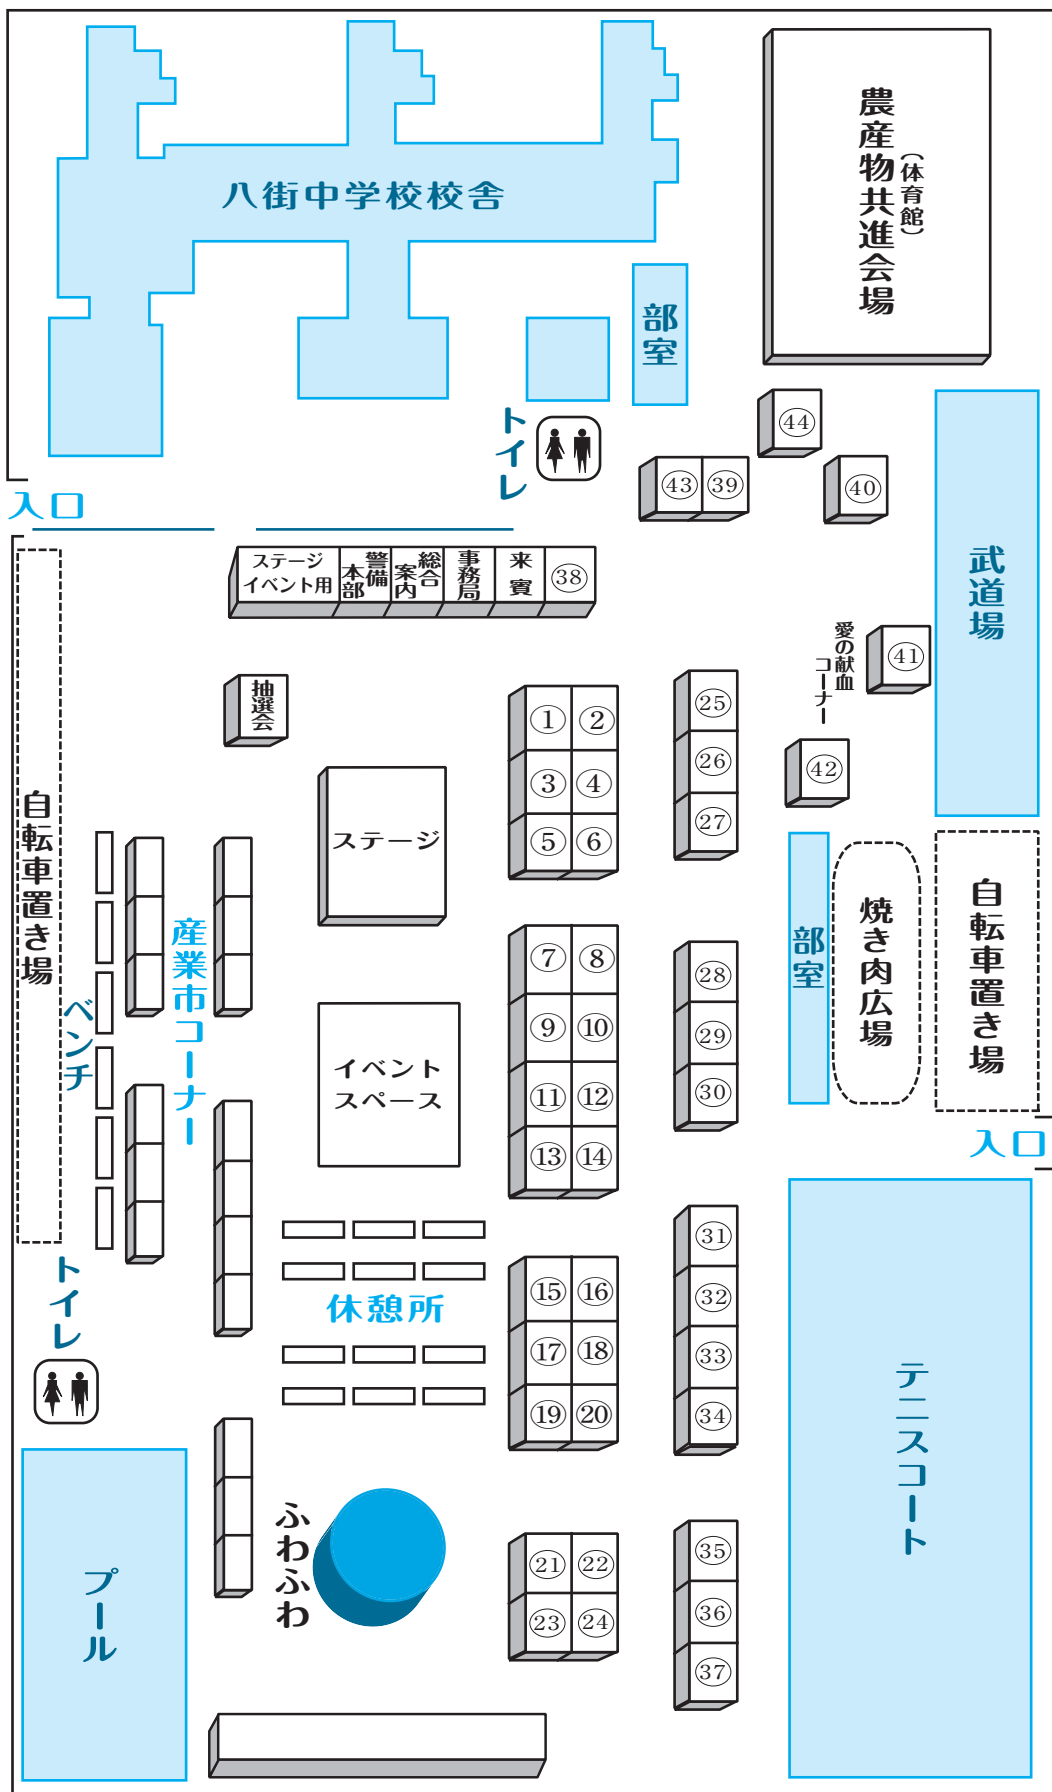 八街中学校校舎
農産物共進会場
（体育館）
部室
トイレ
44
43
39
40
入口
ステージ
イベント用
警備
本部
総合
案内
事務局
来賓
38
武道場
愛の献血
コーナー
41
42
抽選会
1
2
3
4
5
6
25
26
27
ステージ
自転車置き場
ベンチ
産業市コーナー
イベント
スペース
7
8
9
10
11
12
13
14
28
29
30
部室
焼き肉広場
自転車置き場
入口
休憩所
15
16
17
18
19
20
31
32
33
34
テニスコート
トイレ
プール
ふわふわ
21
22
23
24
35
36
37